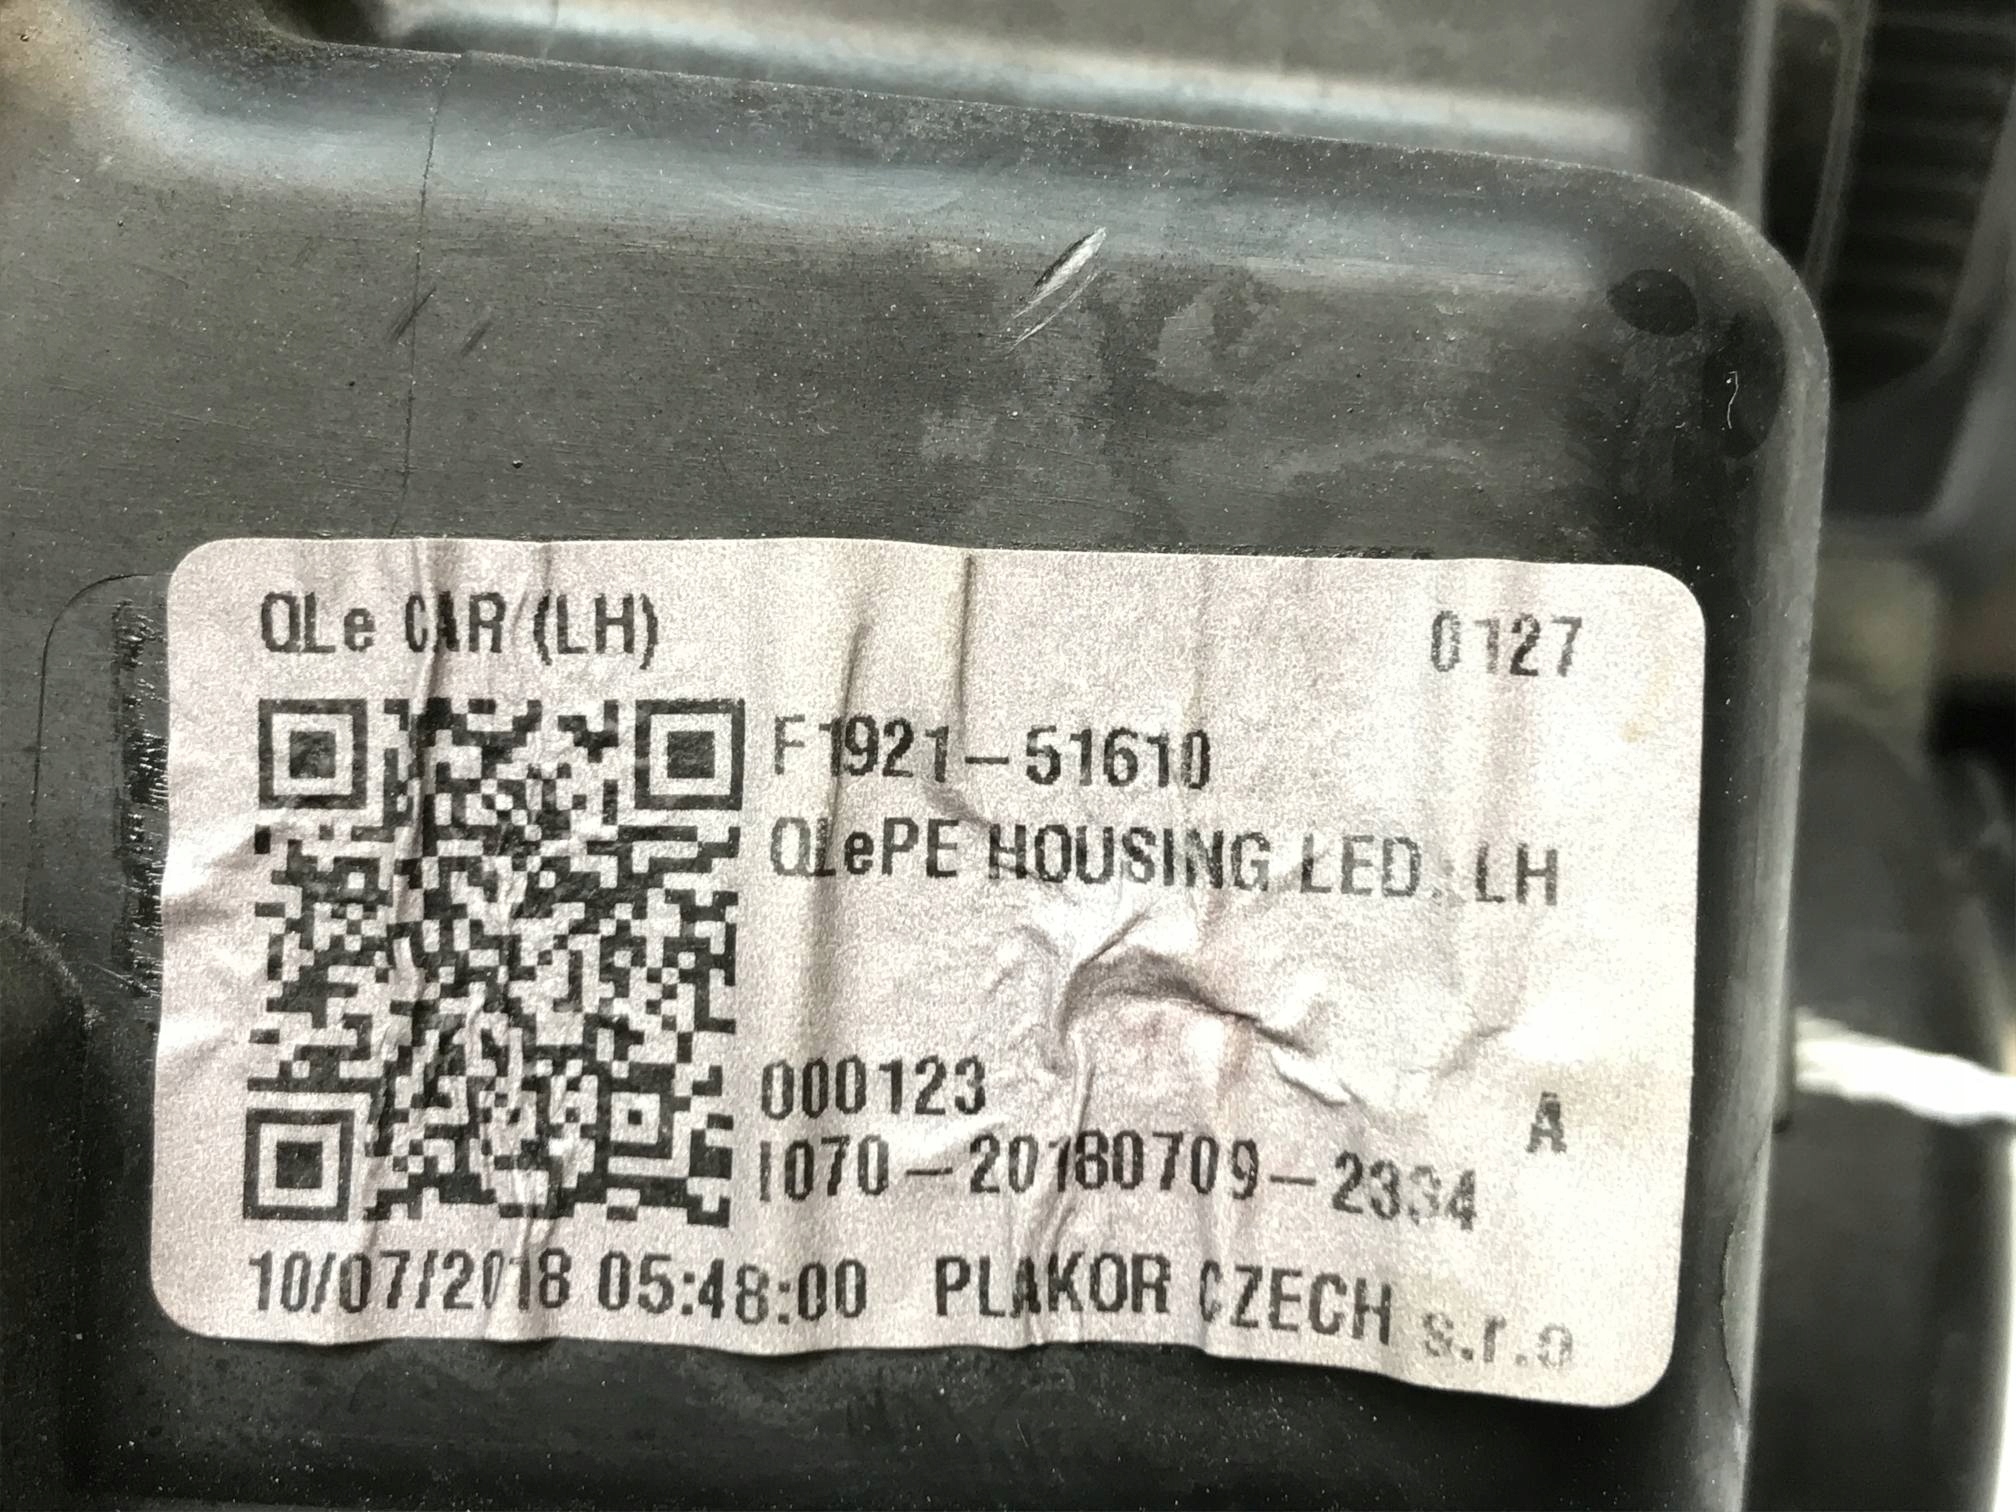 QLe CAR (LH) 0127
F1921-51610
QLePE HOUSING LED. LH
000123
A
I070-20180709-2334
10/07/2018 05:48:00 PLAKOR CZECH s.r.o